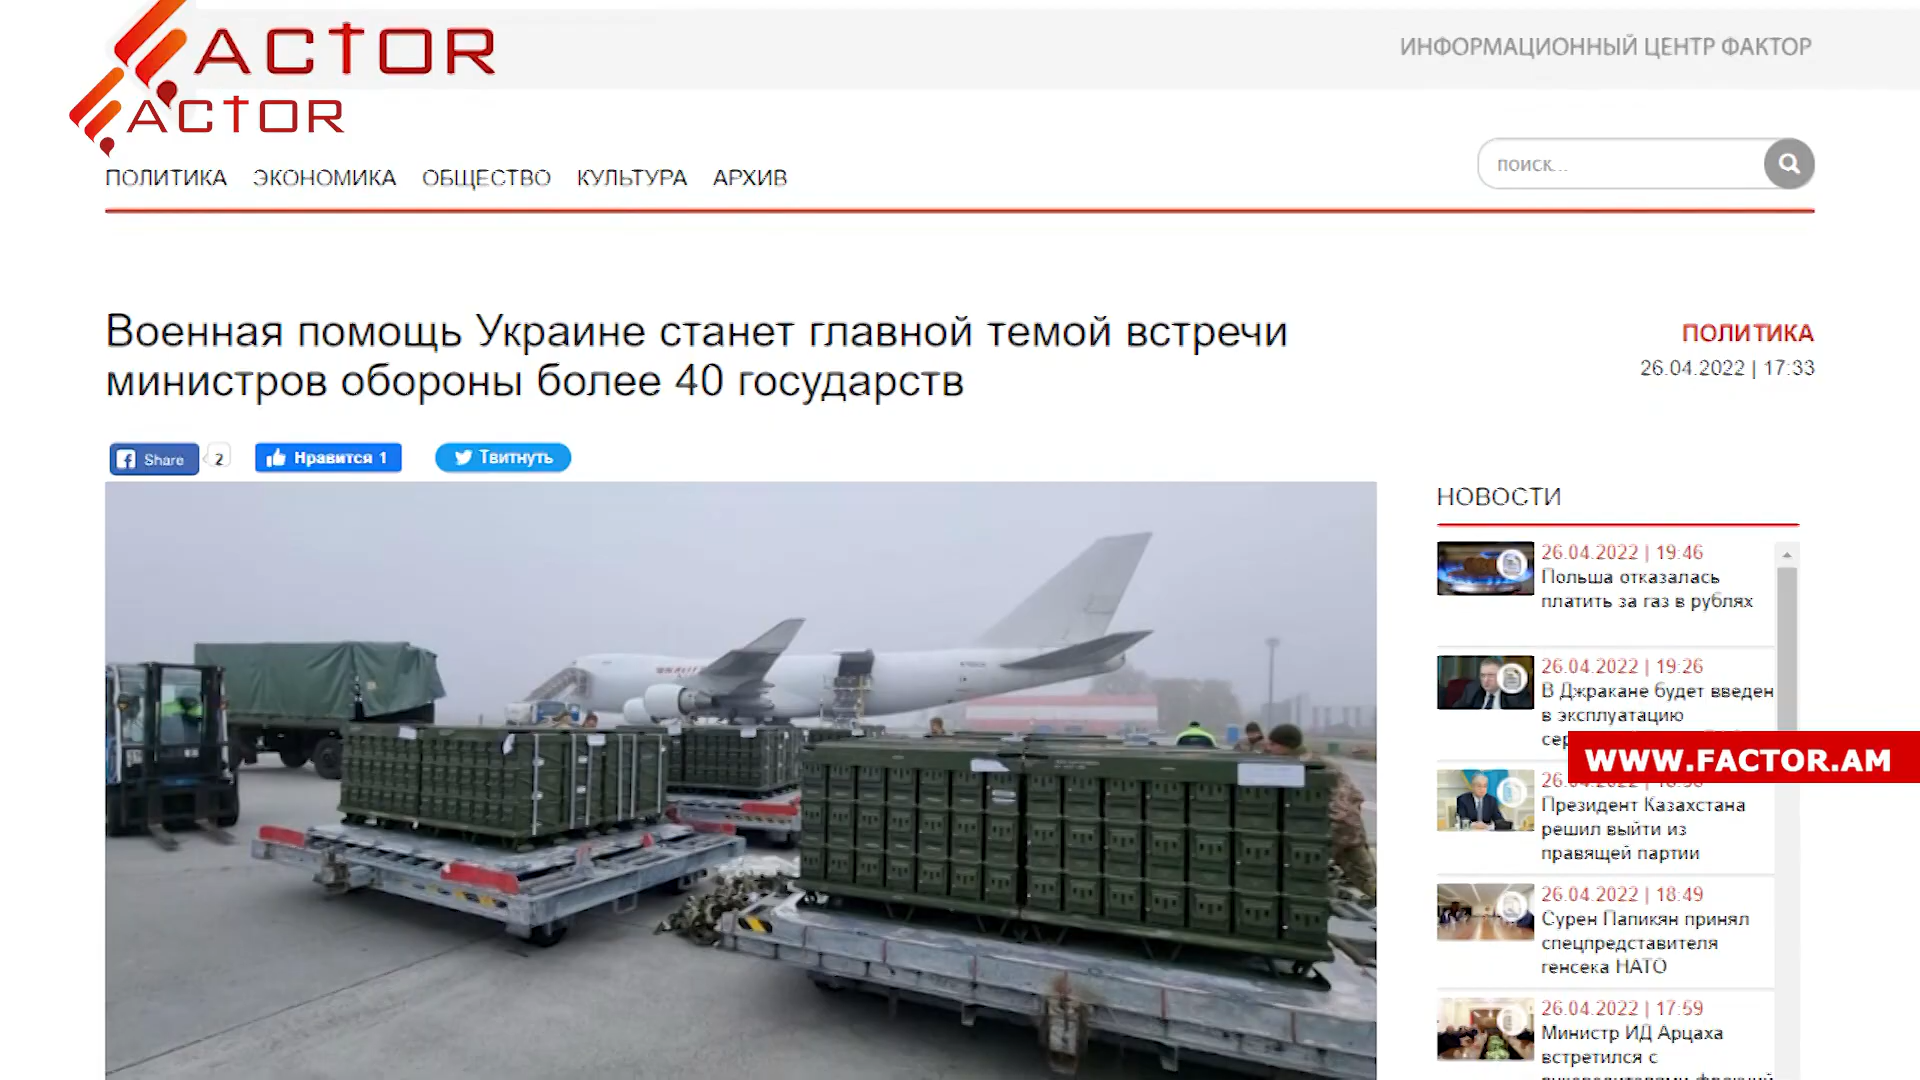 ACTOR
ИНФОРМАЦИОННЫЙ ЦЕНТР ФАКТОР
ACTOR
поиск...
ПОЛИТИКА ЭКОНОМИКА ОБЩЕСТВО КУЛЬТУРА АРХИВ
Военная помощь Украине станет главной темой встречи
министров обороны более 40 государств
ПОЛИТИКА
26.04.2022 | 17:33
Share 2 Нравится 1 Твитнуть
НОВОСТИ
26.04.2022 | 19:46
Польша отказалась
платить за газ в рублях
26.04.2022 | 19:26
В Джракане будет введен
в эксплуатацию
WWW.FACTOR.AM
Президент Казахстана
решил выйти из
правящей партии
26.04.2022 | 18:49
Сурен Папикян принял
спецпредставителя
генсека НАТО
26.04.2022 | 17:59
Министр ИД Арцаха
встретился с